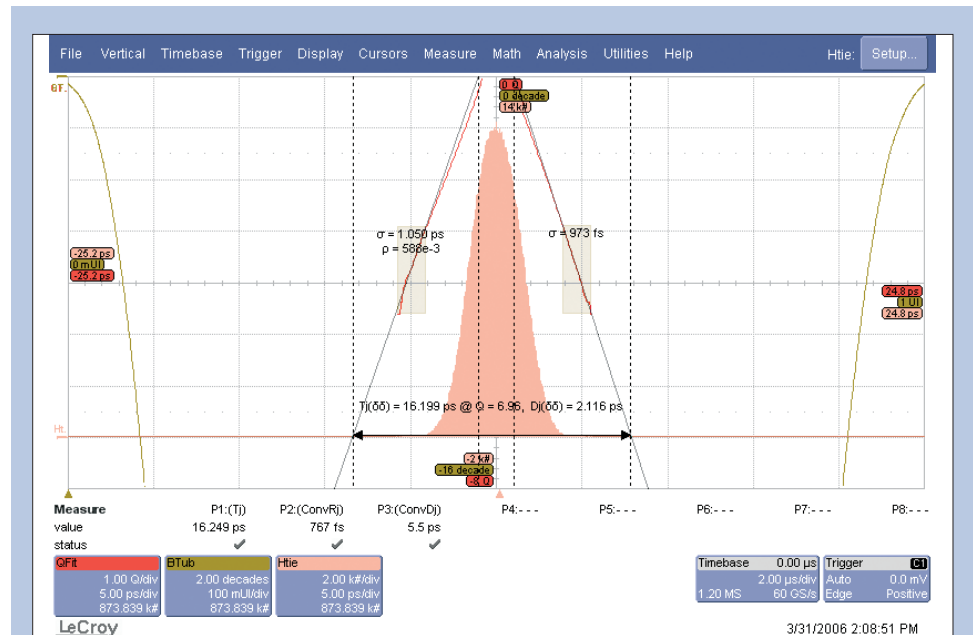 File Vertical Timebase Trigger Display Cursors Measure Math Analysis Utilities Help Htie: Setup...
0 Q
0 decade
14 k#
σ = 1.050 ps
ρ = 588e-3
σ = 973 fs
-25.2 ps
0 mUI
-25.2 ps
24.8 ps
1 UI
24.8 ps
Tj(δδ) = 16.199 ps @ Q = 6.96, Dj(δδ) = 2.116 ps
Ht.
-2 k#
-16 decade
-8 Q
Measure P1:(Tj) P2:(ConvRj) P3:(ConvDj) P4:- - - P5:- - - P6:- - - P7:- - - P8:- - -
value 16.249 ps 767 fs 5.5 ps
status
QFit BTub Htie Timebase 0.00 µs Trigger C1
1.00 Q/div 2.00 decades 2.00 k#/div 2.00 µs/div Auto 0.0 mV
5.00 ps/div 100 mUI/div 5.00 ps/div 1.20 MS 60 GS/s Edge Positive
873.839 k# 873.839 k# 873.839 k#
LeCroy 3/31/2006 2:08:51 PM